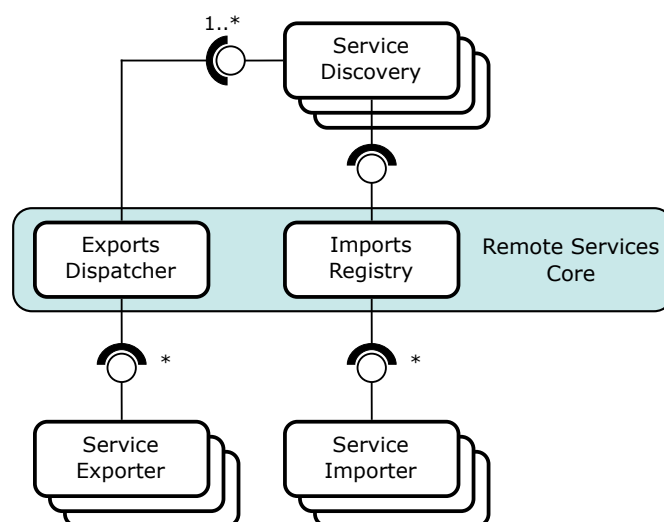 1..*
Service
Discovery
Exports
Dispatcher
Imports
Registry
Remote Services
Core
*
*
Service
Exporter
Service
Importer